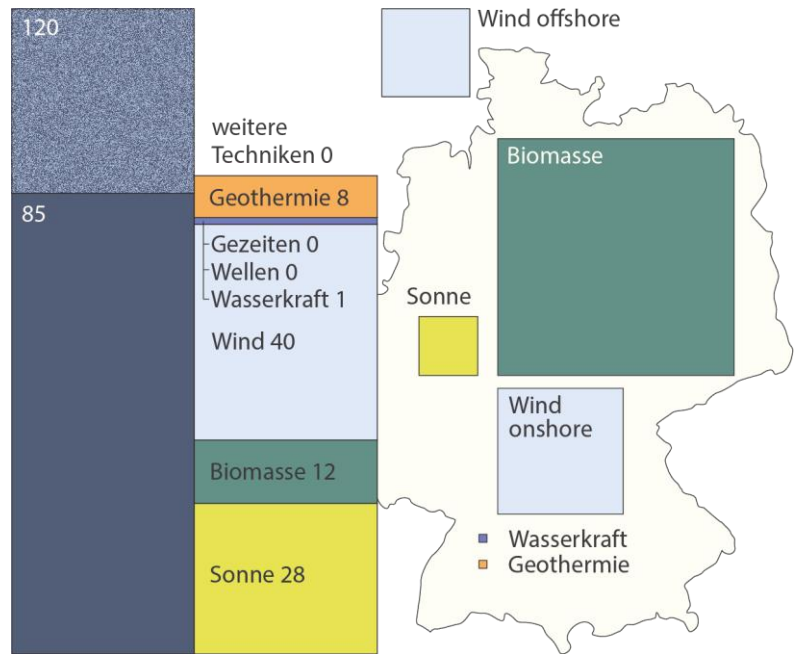 120
85
weitere
Techniken 0
Geothermie 8
Gezeiten 0
Wellen 0
Wasserkraft 1
Wind 40
Biomasse 12
Sonne 28
Wind offshore
Biomasse
Sonne
Wind
onshore
Wasserkraft
Geothermie